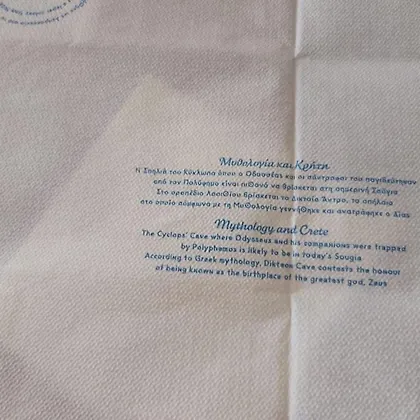 Μυθολογία και Κρήτη
Η Σπηλιά του Κύκλωπα όπου ο Οδυσσέας και οι σύντροφοί του παγιδεύτηκαν
από τον Πολύφημο είναι πιθανό να βρίσκεται στη σημερινή Σούγια
Στο οροπέδιο Λασιθίου βρίσκεται το Δικταίο Άντρο, το σπήλαιο
στο οποίο σύμφωνα με τη Μυθολογία γεννήθηκε και ανατράφηκε ο Δίας
Mythology and Crete
The Cyclops' Cave where Odysseus and his companions were trapped
by Polyphemos is likely to be in today's Sougia
According to Greek mythology, Dikteon Cave contests the honour
of being known as the birthplace of the greatest god, Zeus